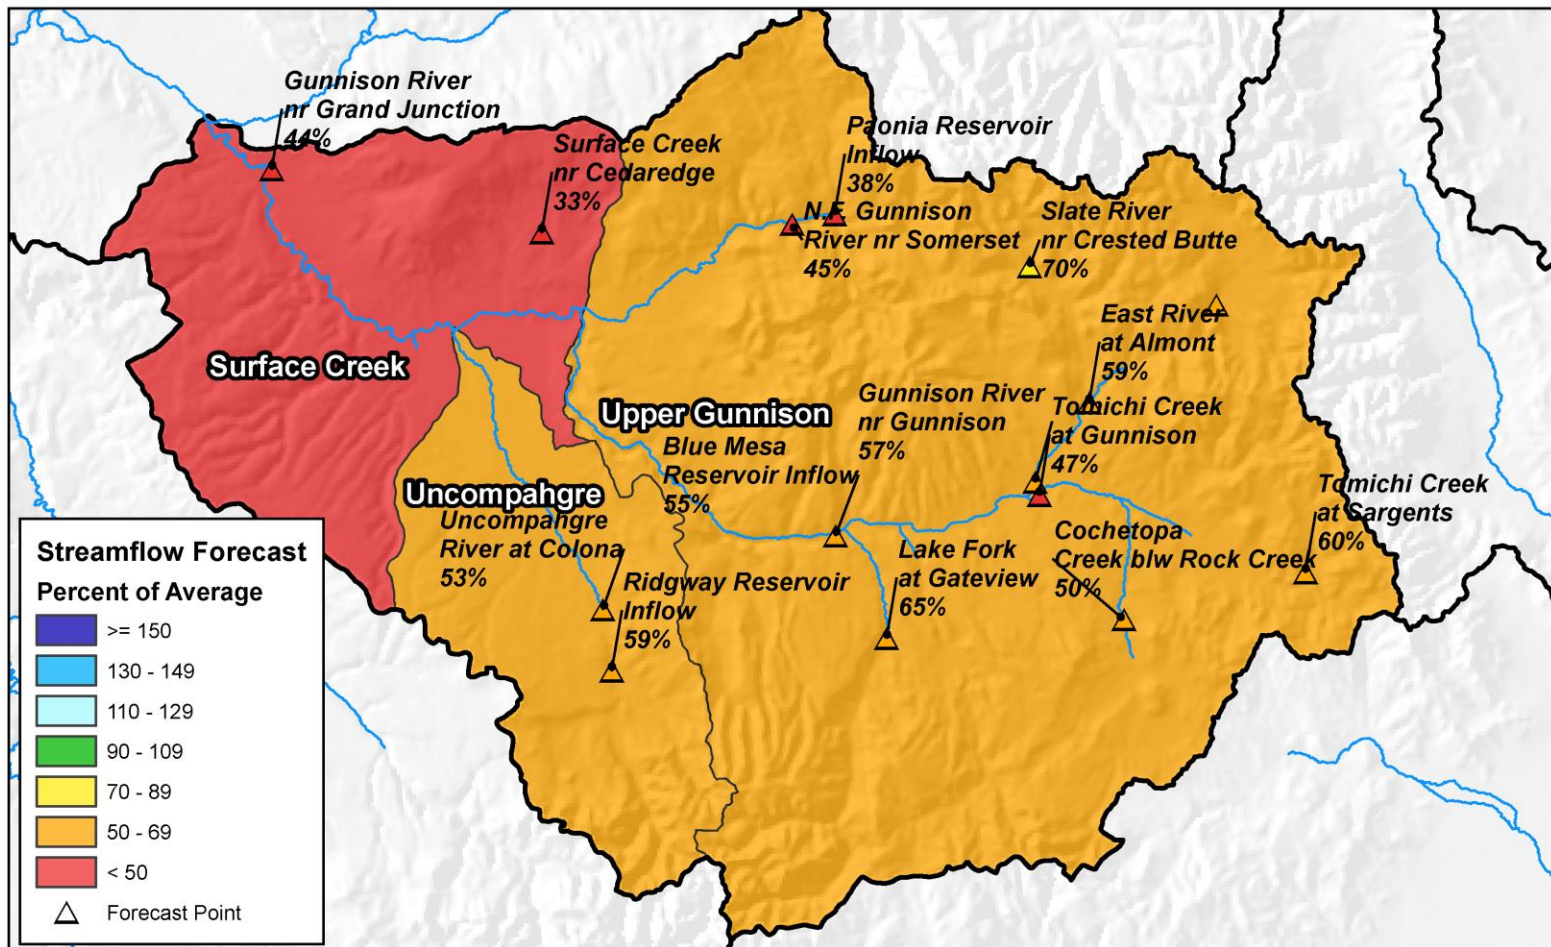 Gunnison River
nr Grand Junction
44%
Surface Creek
nr Cedaredge
33%
Paonia Reservoir
Inflow
38%
N.F. Gunnison
River nr Somerset
45%
Slate River
nr Crested Butte
70%
East River
at Almont
59%
Surface Creek
Upper Gunnison
Gunnison River
nr Gunnison
57%
Tomichi Creek
at Gunnison
47%
Blue Mesa
Reservoir Inflow
55%
Uncompahgre
Uncompahgre
River at Colona
53%
Ridgway Reservoir
Inflow
59%
Lake Fork
at Gateview
65%
Cochetopa
Creek blw Rock Creek
50%
Tomichi Creek
at Sargents
60%
Streamflow Forecast
Percent of Average
>= 150
130 - 149
110 - 129
90 - 109
70 - 89
50 - 69
< 50
Forecast Point